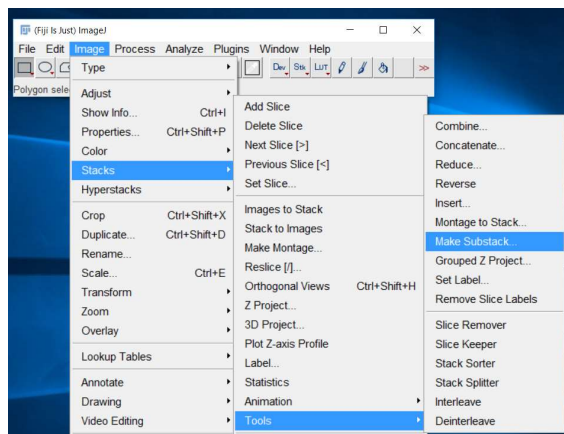 (Fiji Is Just) ImageJ
File Edit Image Process Analyze Plugins Window Help
Dev Stk LUT >>
Polygon sele
Type
Adjust
Show Info... Ctrl+I
Properties... Ctrl+Shift+P
Color
Stacks
Hyperstacks
Crop Ctrl+Shift+X
Duplicate... Ctrl+Shift+D
Rename...
Scale... Ctrl+E
Transform
Zoom
Overlay
Lookup Tables
Annotate
Drawing
Video Editing
Add Slice
Delete Slice
Next Slice [>]
Previous Slice [<]
Set Slice...
Images to Stack
Stack to Images
Make Montage...
Reslice [/]...
Orthogonal Views Ctrl+Shift+H
Z Project...
3D Project...
Plot Z-axis Profile
Label...
Statistics
Animation
Tools
Combine...
Concatenate...
Reduce...
Reverse
Insert...
Montage to Stack...
Make Substack...
Grouped Z Project...
Set Label...
Remove Slice Labels
Slice Remover
Slice Keeper
Stack Sorter
Stack Splitter
Interleave
Deinterleave